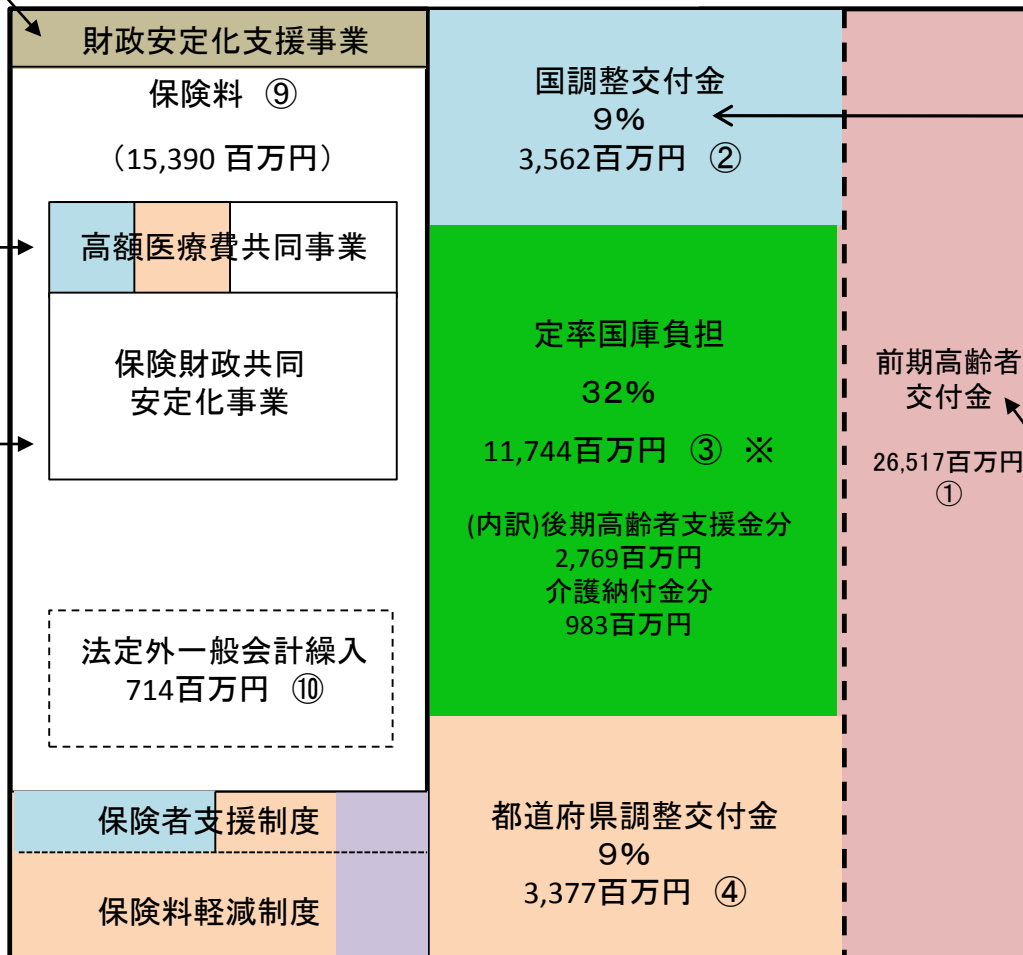 財政安定化支援事業
保険料 ⑨
（15,390 百万円）
高額医療費共同事業
保険財政共同
安定化事業
法定外一般会計繰入
714百万円 ⑩
保険者支援制度
保険料軽減制度
国調整交付金
９％
3,562百万円 ②
定率国庫負担
３２％
11,744百万円 ③ ※
(内訳)後期高齢者支援金分
2,769百万円
介護納付金分
983百万円
都道府県調整交付金
９％
3,377百万円 ④
前期高齢者
交付金
26,517百万円
①